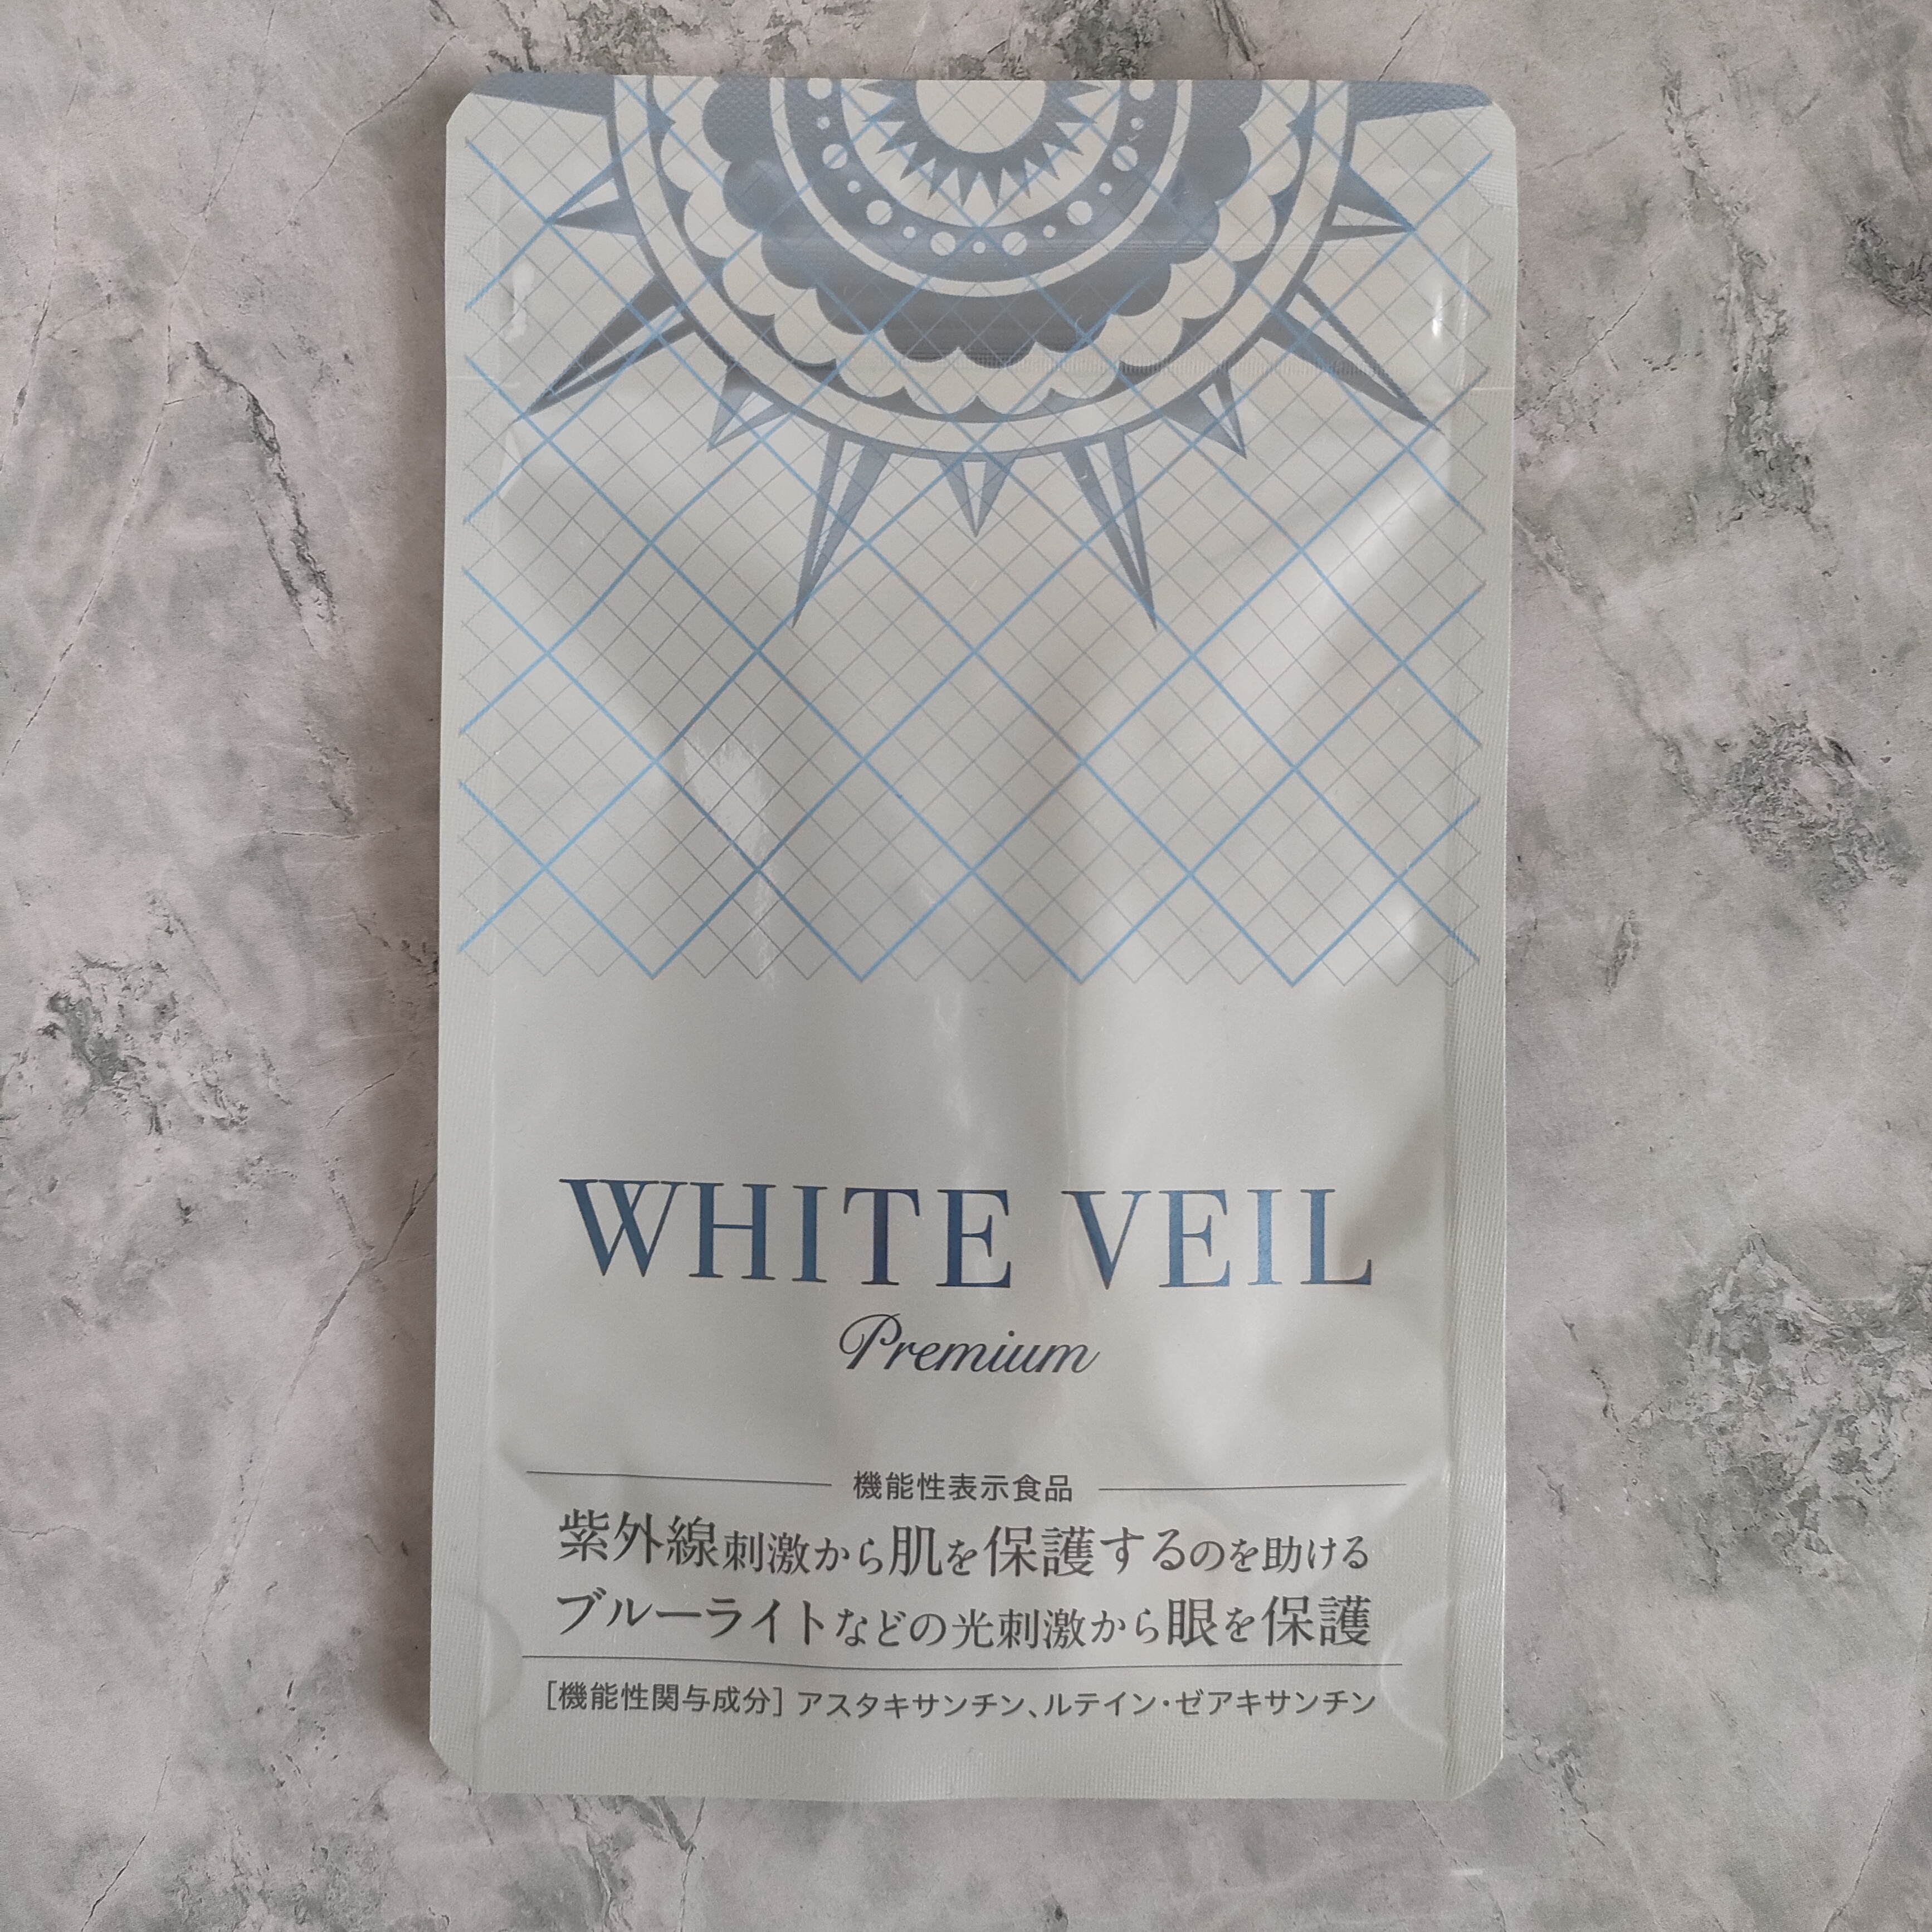 WHITE VEIL
Premium
機能性表示食品
紫外線刺激から肌を保護するのを助ける
ブルーライトなどの光刺激から眼を保護
[機能性関与成分] アスタキサンチン、ルテイン・ゼアキサンチン